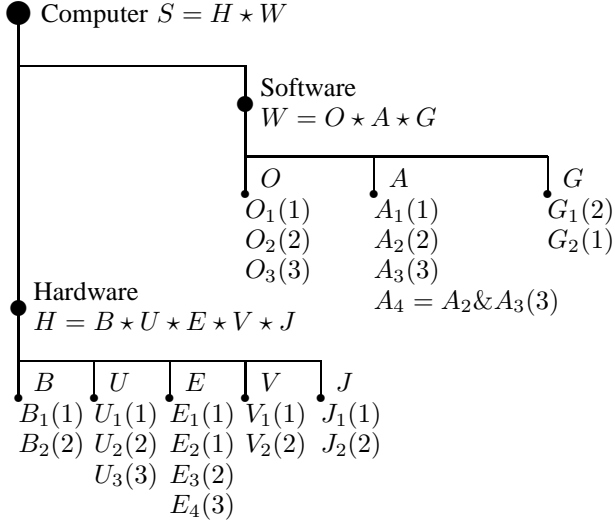 Computer S = H ⋆ W
Software
W = O ⋆ A ⋆ G
O A G
O₁(1) A₁(1) G₁(2)
O₂(2) A₂(2) G₂(1)
O₃(3) A₃(3)
A₄ = A₂&A₃(3)
Hardware
H = B ⋆ U ⋆ E ⋆ V ⋆ J
B U E V J
B₁(1) U₁(1) E₁(1) V₁(1) J₁(1)
B₂(2) U₂(2) E₂(1) V₂(2) J₂(2)
U₃(3) E₃(2)
E₄(3)